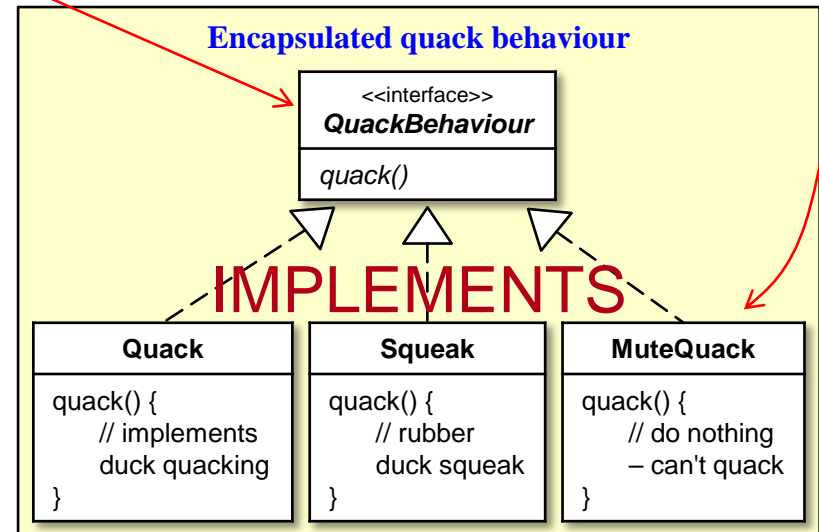 Encapsulated quack behaviour
<<interface>>
QuackBehaviour
quack()
IMPLEMENTS
Quack
quack() {
// implements
duck quacking
}
Squeak
quack() {
// rubber
duck squeak
}
MuteQuack
quack() {
// do nothing
– can't quack
}